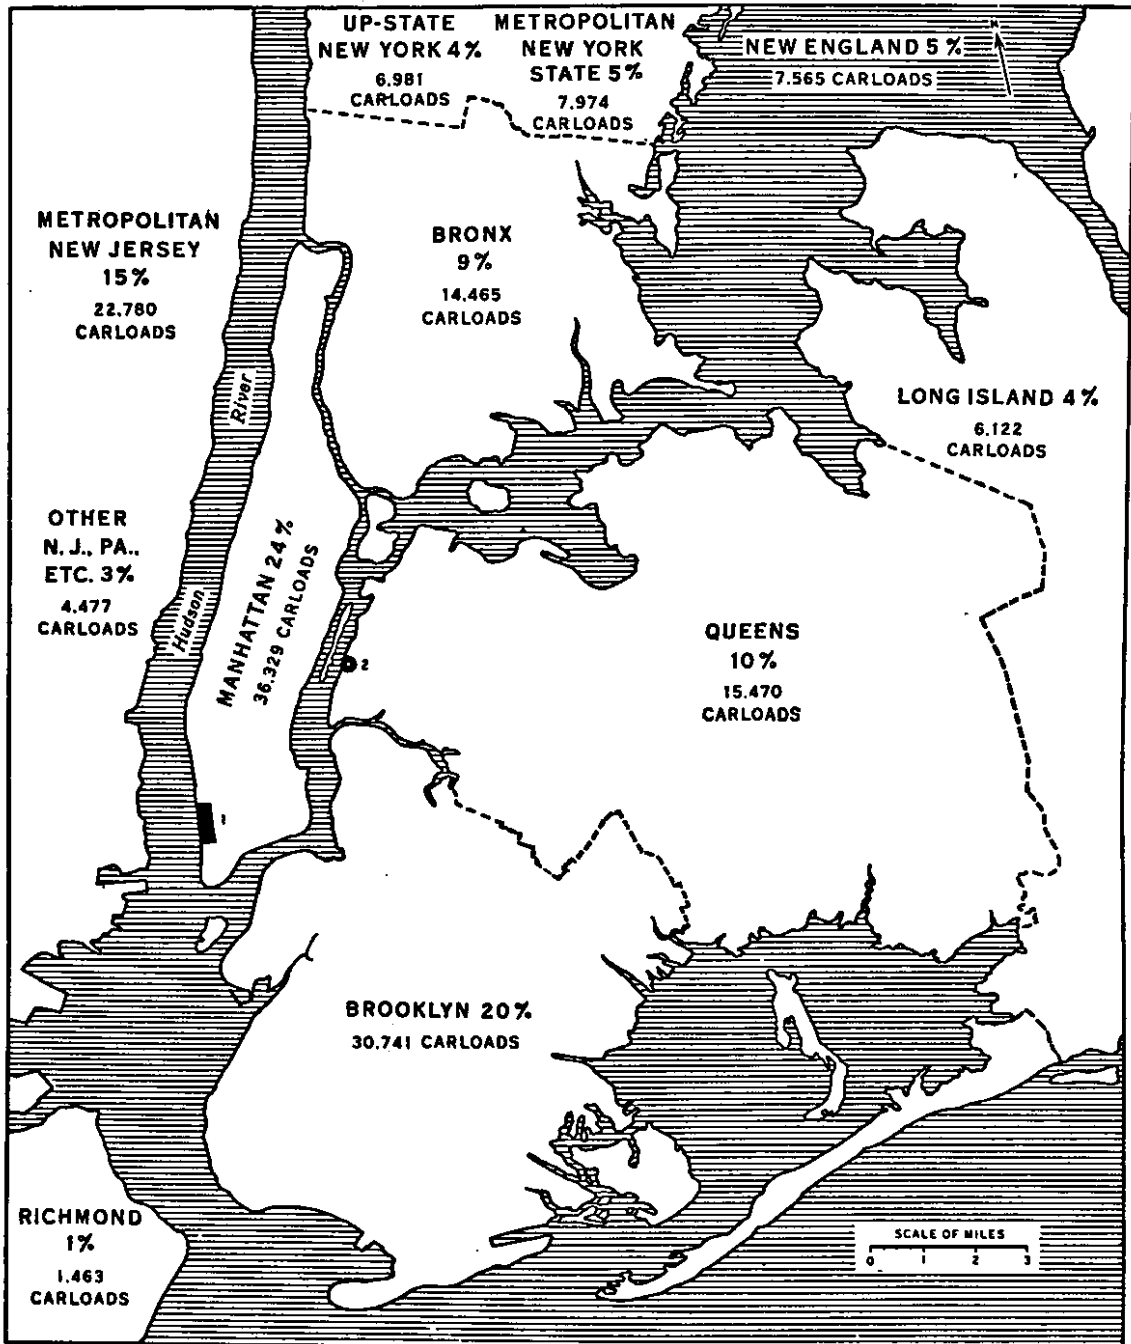 UP-STATE
NEW YORK 4%
6.981
CARLOADS
METROPOLITAN
NEW YORK
STATE 5%
7.974
CARLOADS
NEW ENGLAND 5%
7.565 CARLOADS
N
METROPOLITAN
NEW JERSEY
15%
22.780
CARLOADS
BRONX
9%
14.465
CARLOADS
River
LONG ISLAND 4%
6.122
CARLOADS
OTHER
N.J., PA.,
ETC. 3%
4.477
CARLOADS
Hudson
MANHATTAN 24%
36.329 CARLOADS
2
QUEENS
10%
15.470
CARLOADS
1
BROOKLYN 20%
30.741 CARLOADS
RICHMOND
1%
1.463
CARLOADS
SCALE OF MILES
0 1 2 3